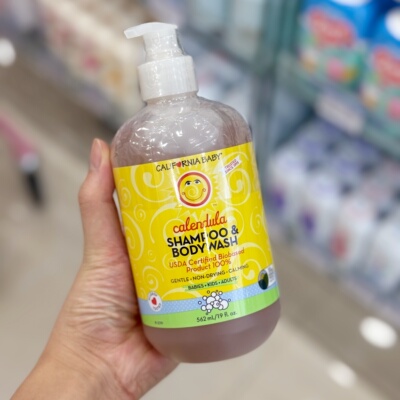 CALIFORNIA BABY
calendula
SHAMPOO &
BODY WASH
USDA Certified Biobased
Product 100%
GENTLE • NON-DRYING • CALMING
BABIES • KIDS • ADULTS
562 mL/19 fl. oz.